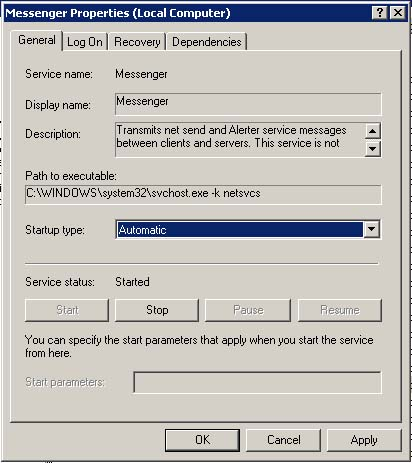 Messenger Properties (Local Computer)
General Log On Recovery Dependencies
Service name: Messenger
Display name: Messenger
Description: Transmits net send and Alerter service messages
between clients and servers. This service is not
Path to executable:
C:\WINDOWS\system32\svchost.exe -k netsvcs
Startup type: Automatic
Service status: Started
Start Stop Pause Resume
You can specify the start parameters that apply when you start the service
from here.
Start parameters:
OK Cancel Apply